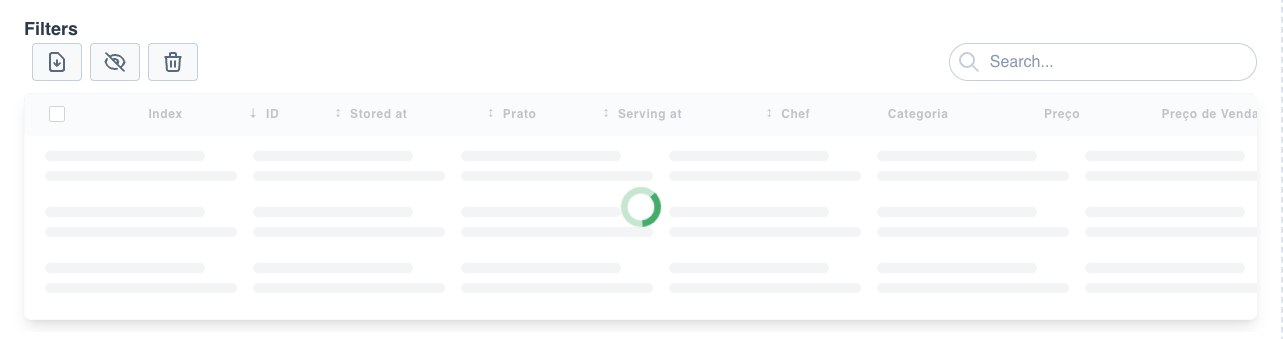 Filters
Search...
Index ID Stored at Prato Serving at Chef Categoria Preço Preço de Venda